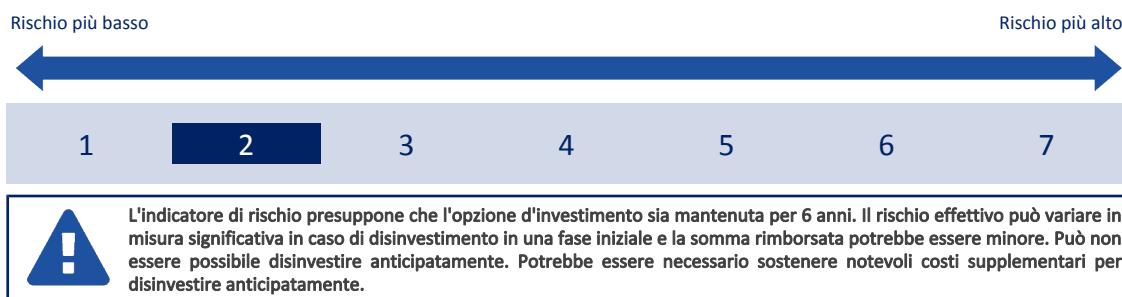 Rischio più basso Rischio più alto
1 2 3 4 5 6 7
L'indicatore di rischio presuppone che l'opzione d'investimento sia mantenuta per 6 anni. Il rischio effettivo può variare in
misura significativa in caso di disinvestimento in una fase iniziale e la somma rimborsata potrebbe essere minore. Può non
essere possibile disinvestire anticipatamente. Potrebbe essere necessario sostenere notevoli costi supplementari per
disinvestire anticipatamente.